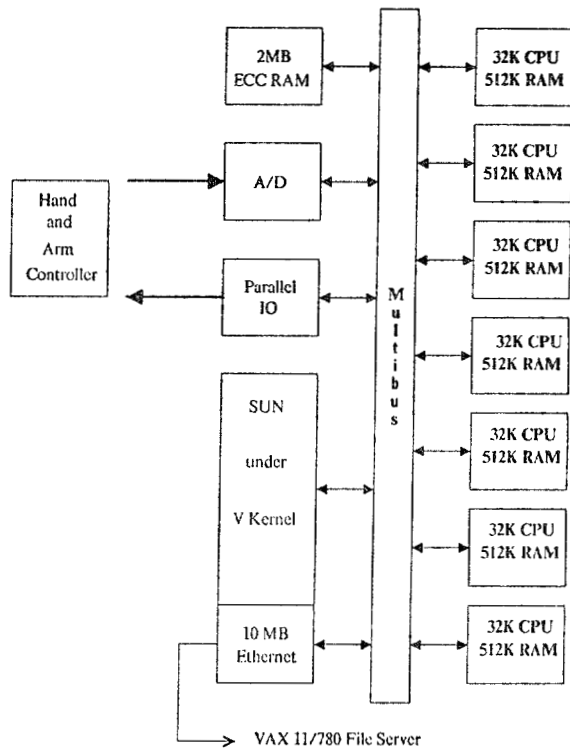 2MB
ECC RAM
A/D
Hand
and
Arm
Controller
Parallel
IO
SUN
under
V Kernel
10 MB
Ethernet
VAX 11/780 File Server
Multibus
32K CPU
512K RAM
32K CPU
512K RAM
32K CPU
512K RAM
32K CPU
512K RAM
32K CPU
512K RAM
32K CPU
512K RAM
32K CPU
512K RAM